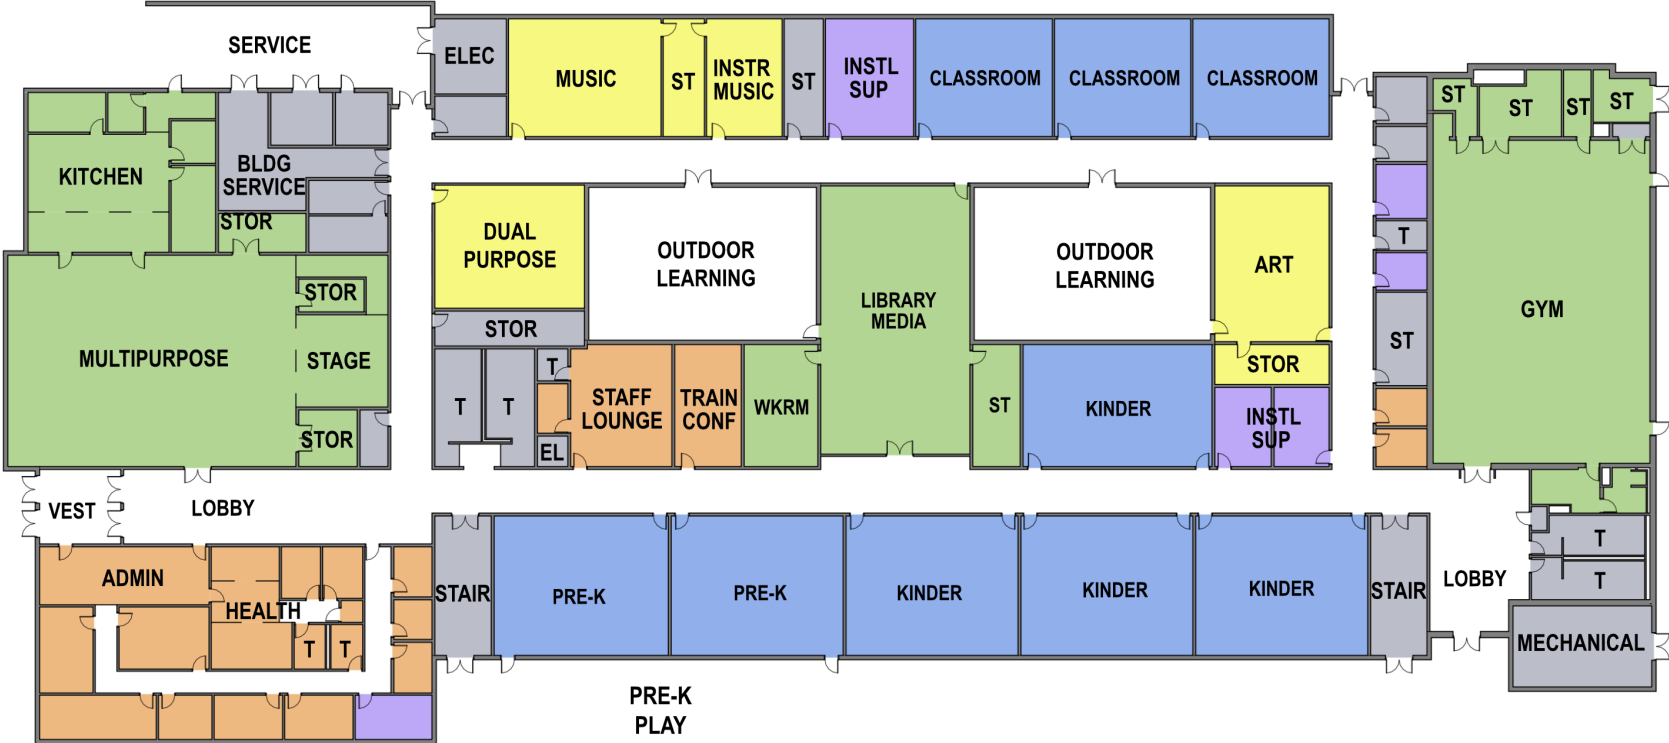 SERVICE
ELEC
MUSIC
ST
INSTR
MUSIC
ST
INSTL
SUP
CLASSROOM
CLASSROOM
CLASSROOM
ST
ST
ST
ST
KITCHEN
BLDG
SERVICE
STOR
DUAL
PURPOSE
OUTDOOR
LEARNING
LIBRARY
MEDIA
OUTDOOR
LEARNING
ART
T
GYM
STOR
MULTIPURPOSE
STAGE
STOR
STOR
T
T
T
EL
STAFF
LOUNGE
TRAIN
CONF
WKRM
ST
KINDER
STOR
INSTL
SUP
ST
STOR
VEST
LOBBY
ADMIN
HEALTH
T
T
STAIR
PRE-K
PRE-K
KINDER
KINDER
KINDER
STAIR
LOBBY
T
T
MECHANICAL
PRE-K
PLAY